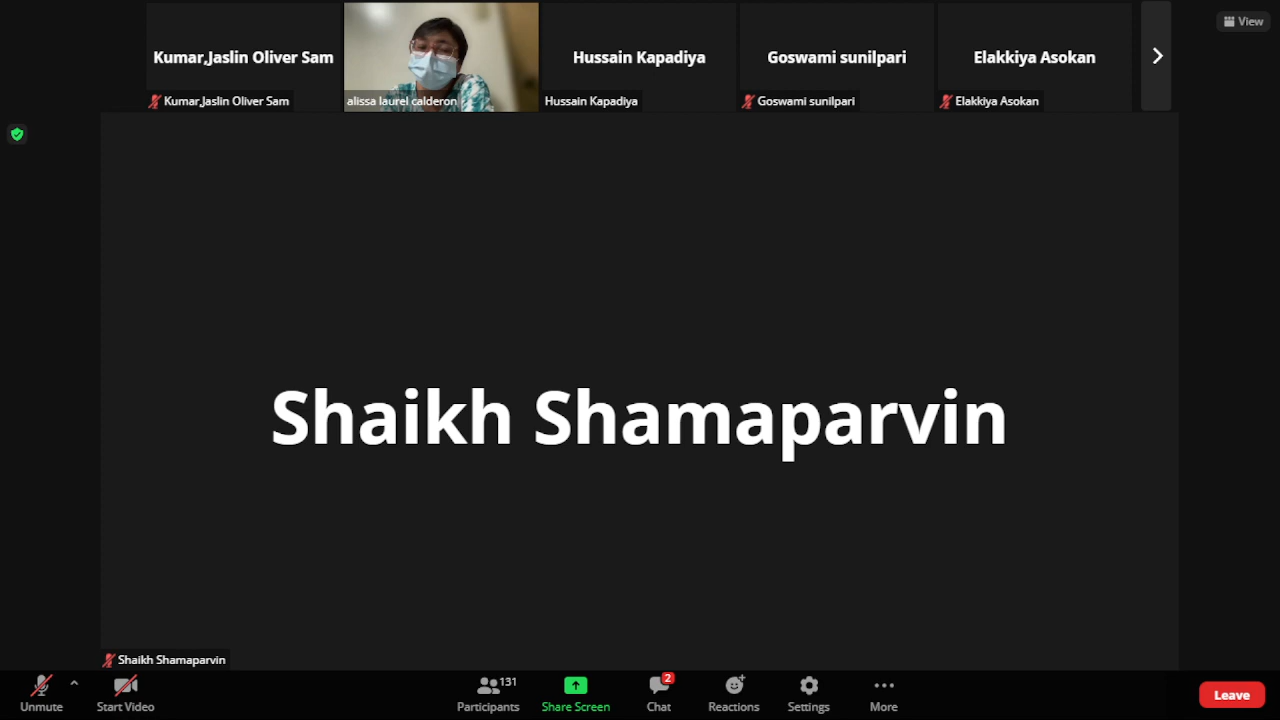 Kumar,Jaslin Oliver Sam
Hussain Kapadiya
Goswami sunilpari
Elakkiya Asokan
View
Kumar,Jaslin Oliver Sam
alissa laurel calderon
Hussain Kapadiya
Goswami sunilpari
Elakkiya Asokan
Shaikh Shamaparvin
Shaikh Shamaparvin
Unmute
Start Video
Participants
131
Share Screen
Chat
2
Reactions
Settings
More
Leave